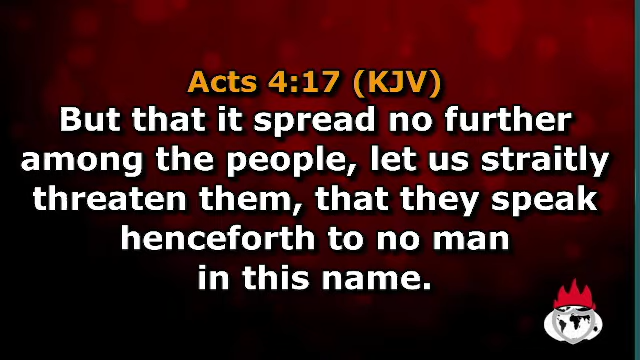 Acts 4:17 (KJV)
But that it spread no further
among the people, let us straitly
threaten them, that they speak
henceforth to no man
in this name.